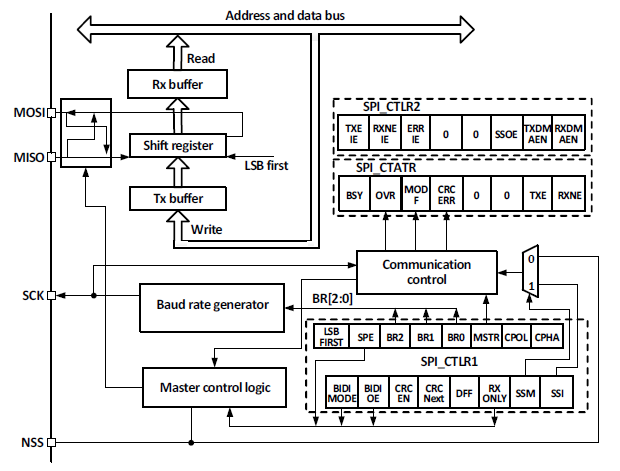 Address and data bus
Read
Rx buffer
MOSI
SPI_CTLR2
TXE IE
RXNE IE
ERR IE
0
0
SSOE
TXDM AEN
RXDM AEN
Shift register
MISO
LSB first
SPI_CTATR
BSY
OVR
MOD F
CRC ERR
0
0
TXE
RXNE
Tx buffer
Write
Communication control
0
1
SCK
Baud rate generator
BR[2:0]
LSB FIRST
SPE
BR2
BR1
BR0
MSTR
CPOL
CPHA
SPI_CTLR1
Master control logic
BIDI MODE
BIDI OE
CRC EN
CRC Next
DFF
RX ONLY
SSM
SSI
NSS